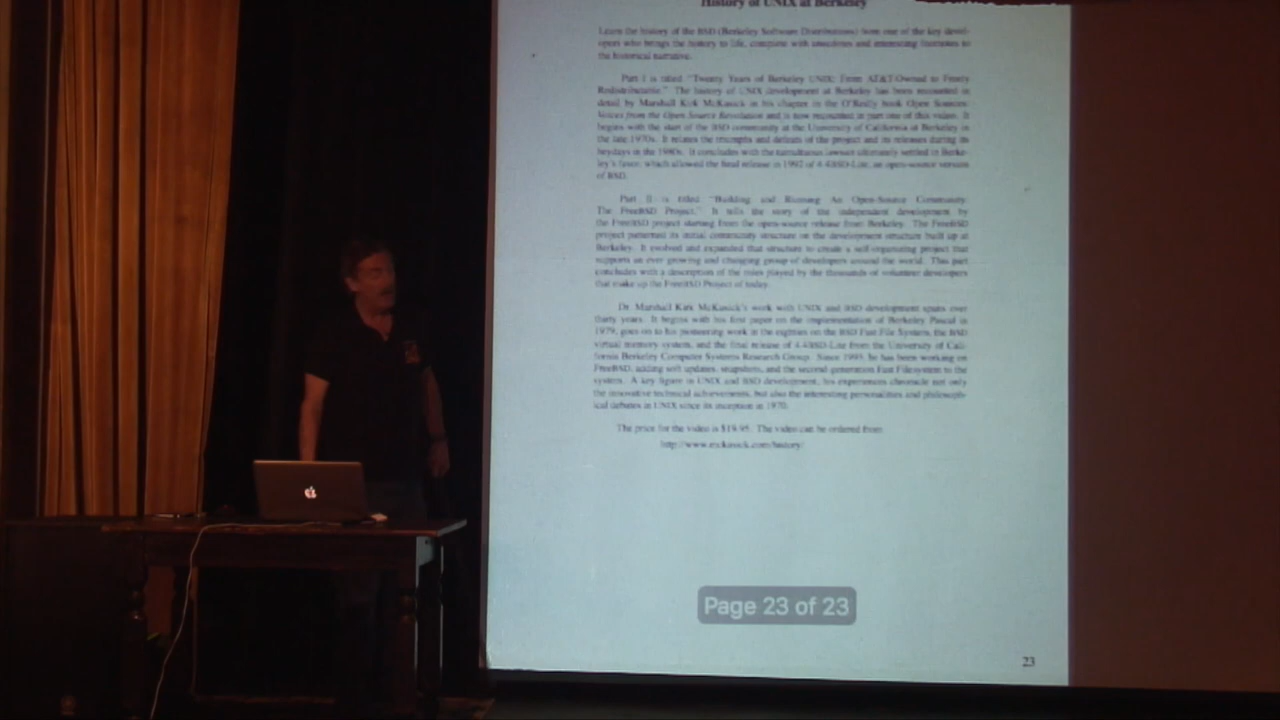 History of UNIX at Berkeley
Learn the history of the BSD (Berkeley Software Distributions) from one of the key devel-
opers who brings the history to life, complete with anecdotes and interesting footnotes to
the historical narrative.
Part I is titled "Twenty Years of Berkeley UNIX: From AT&T-Owned to Freely
Redistributable." The history of UNIX development at Berkeley has been recounted in
detail by Marshall Kirk McKusick in his chapter in the O'Reilly book Open Sources:
Voices from the Open Source Revolution and is now recounted in part one of this video. It
begins with the start of the BSD community at the University of California at Berkeley in
the late 1970s. It relates the triumphs and defeats of the project and its releases during its
heydays in the 1980s. It concludes with the tumultuous lawsuit ultimately settled in Berke-
ley's favor, which allowed the final release in 1992 of 4.4BSD-Lite, an open-source version
of BSD.
Part II is titled "Building and Running An Open-Source Community:
The FreeBSD Project." It tells the story of the independent development by
the FreeBSD project starting from the open-source release from Berkeley. The FreeBSD
project patterned its initial community structure on the development structure built up at
Berkeley. It evolved and expanded that structure to create a self-organizing project that
supports an ever growing and changing group of developers around the world. This part
concludes with a description of the roles played by the thousands of volunteer developers
that make up the FreeBSD Project of today.
Dr. Marshall Kirk McKusick's work with UNIX and BSD development spans over
thirty years. It begins with his first paper on the implementation of Berkeley Pascal in
1979, goes on to his pioneering work in the eighties on the BSD Fast File System, the BSD
virtual memory system, and the final release of 4.4BSD-Lite from the University of Cali-
fornia Berkeley Computer Systems Research Group. Since 1993, he has been working on
FreeBSD, adding soft updates, snapshots, and the second-generation Fast Filesystem to the
system. A key figure in UNIX and BSD development, his experiences chronicle not only
the innovative technical achievements, but also the interesting personalities and philosoph-
ical debates in UNIX since its inception in 1970.
The price for the video is $19.95. The video can be ordered from:
http://www.mckusick.com/history/
Page 23 of 23
23